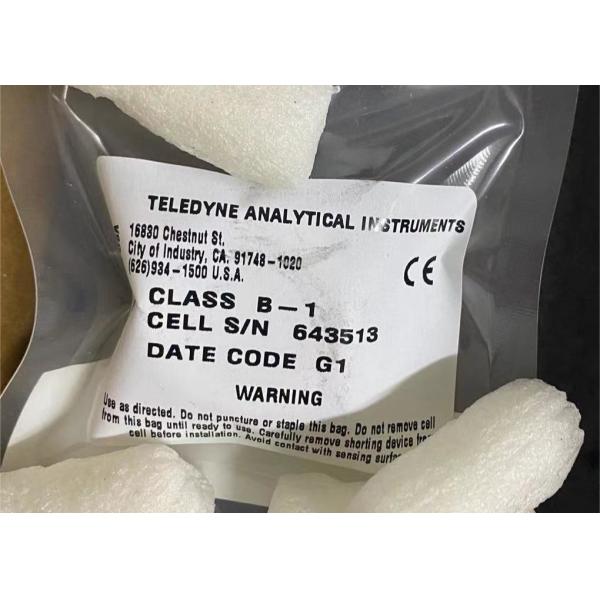 TELEDYNE ANALYTICAL INSTRUMENTS
16830 Chestnut St.
City of Industry, CA. 91748-1020
(626)934-1500 U.S.A.
CE
CLASS B-1
CELL S/N 643513
DATE CODE G1
WARNING
Use as directed. Do not puncture or staple this bag. Do not remove cell
from this bag until ready to use. Carefully remove shorting device from
cell before installation. Avoid contact with sensing